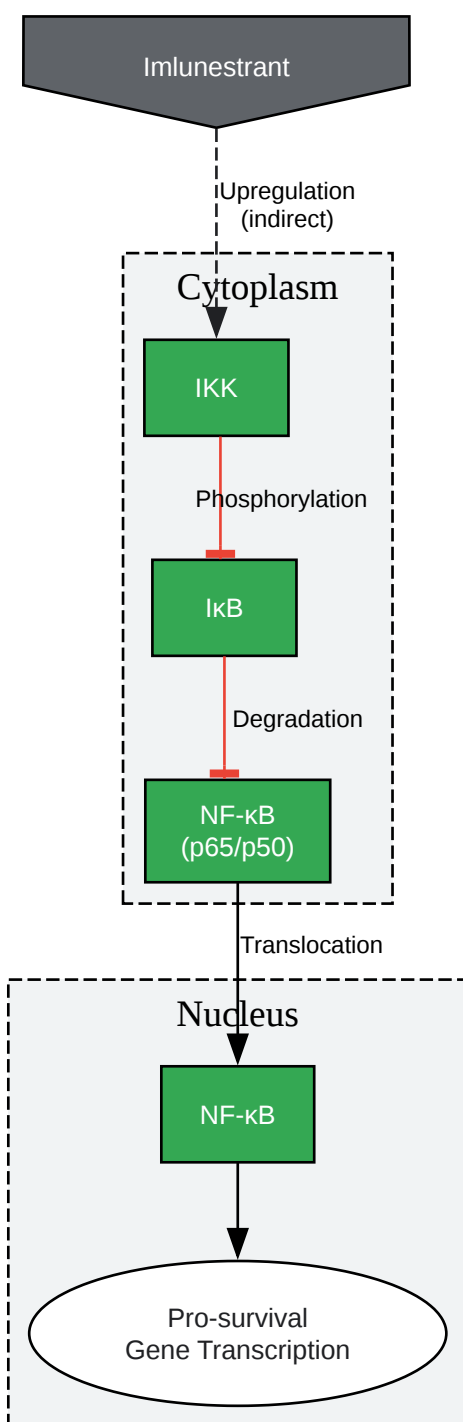 Imlunestrant
Upregulation
(indirect)
Cytoplasm
IKK
Phosphorylation
IκB
Degradation
NF-κB
(p65/p50)
Translocation
Nucleus
NF-κB
Pro-survival
Gene Transcription